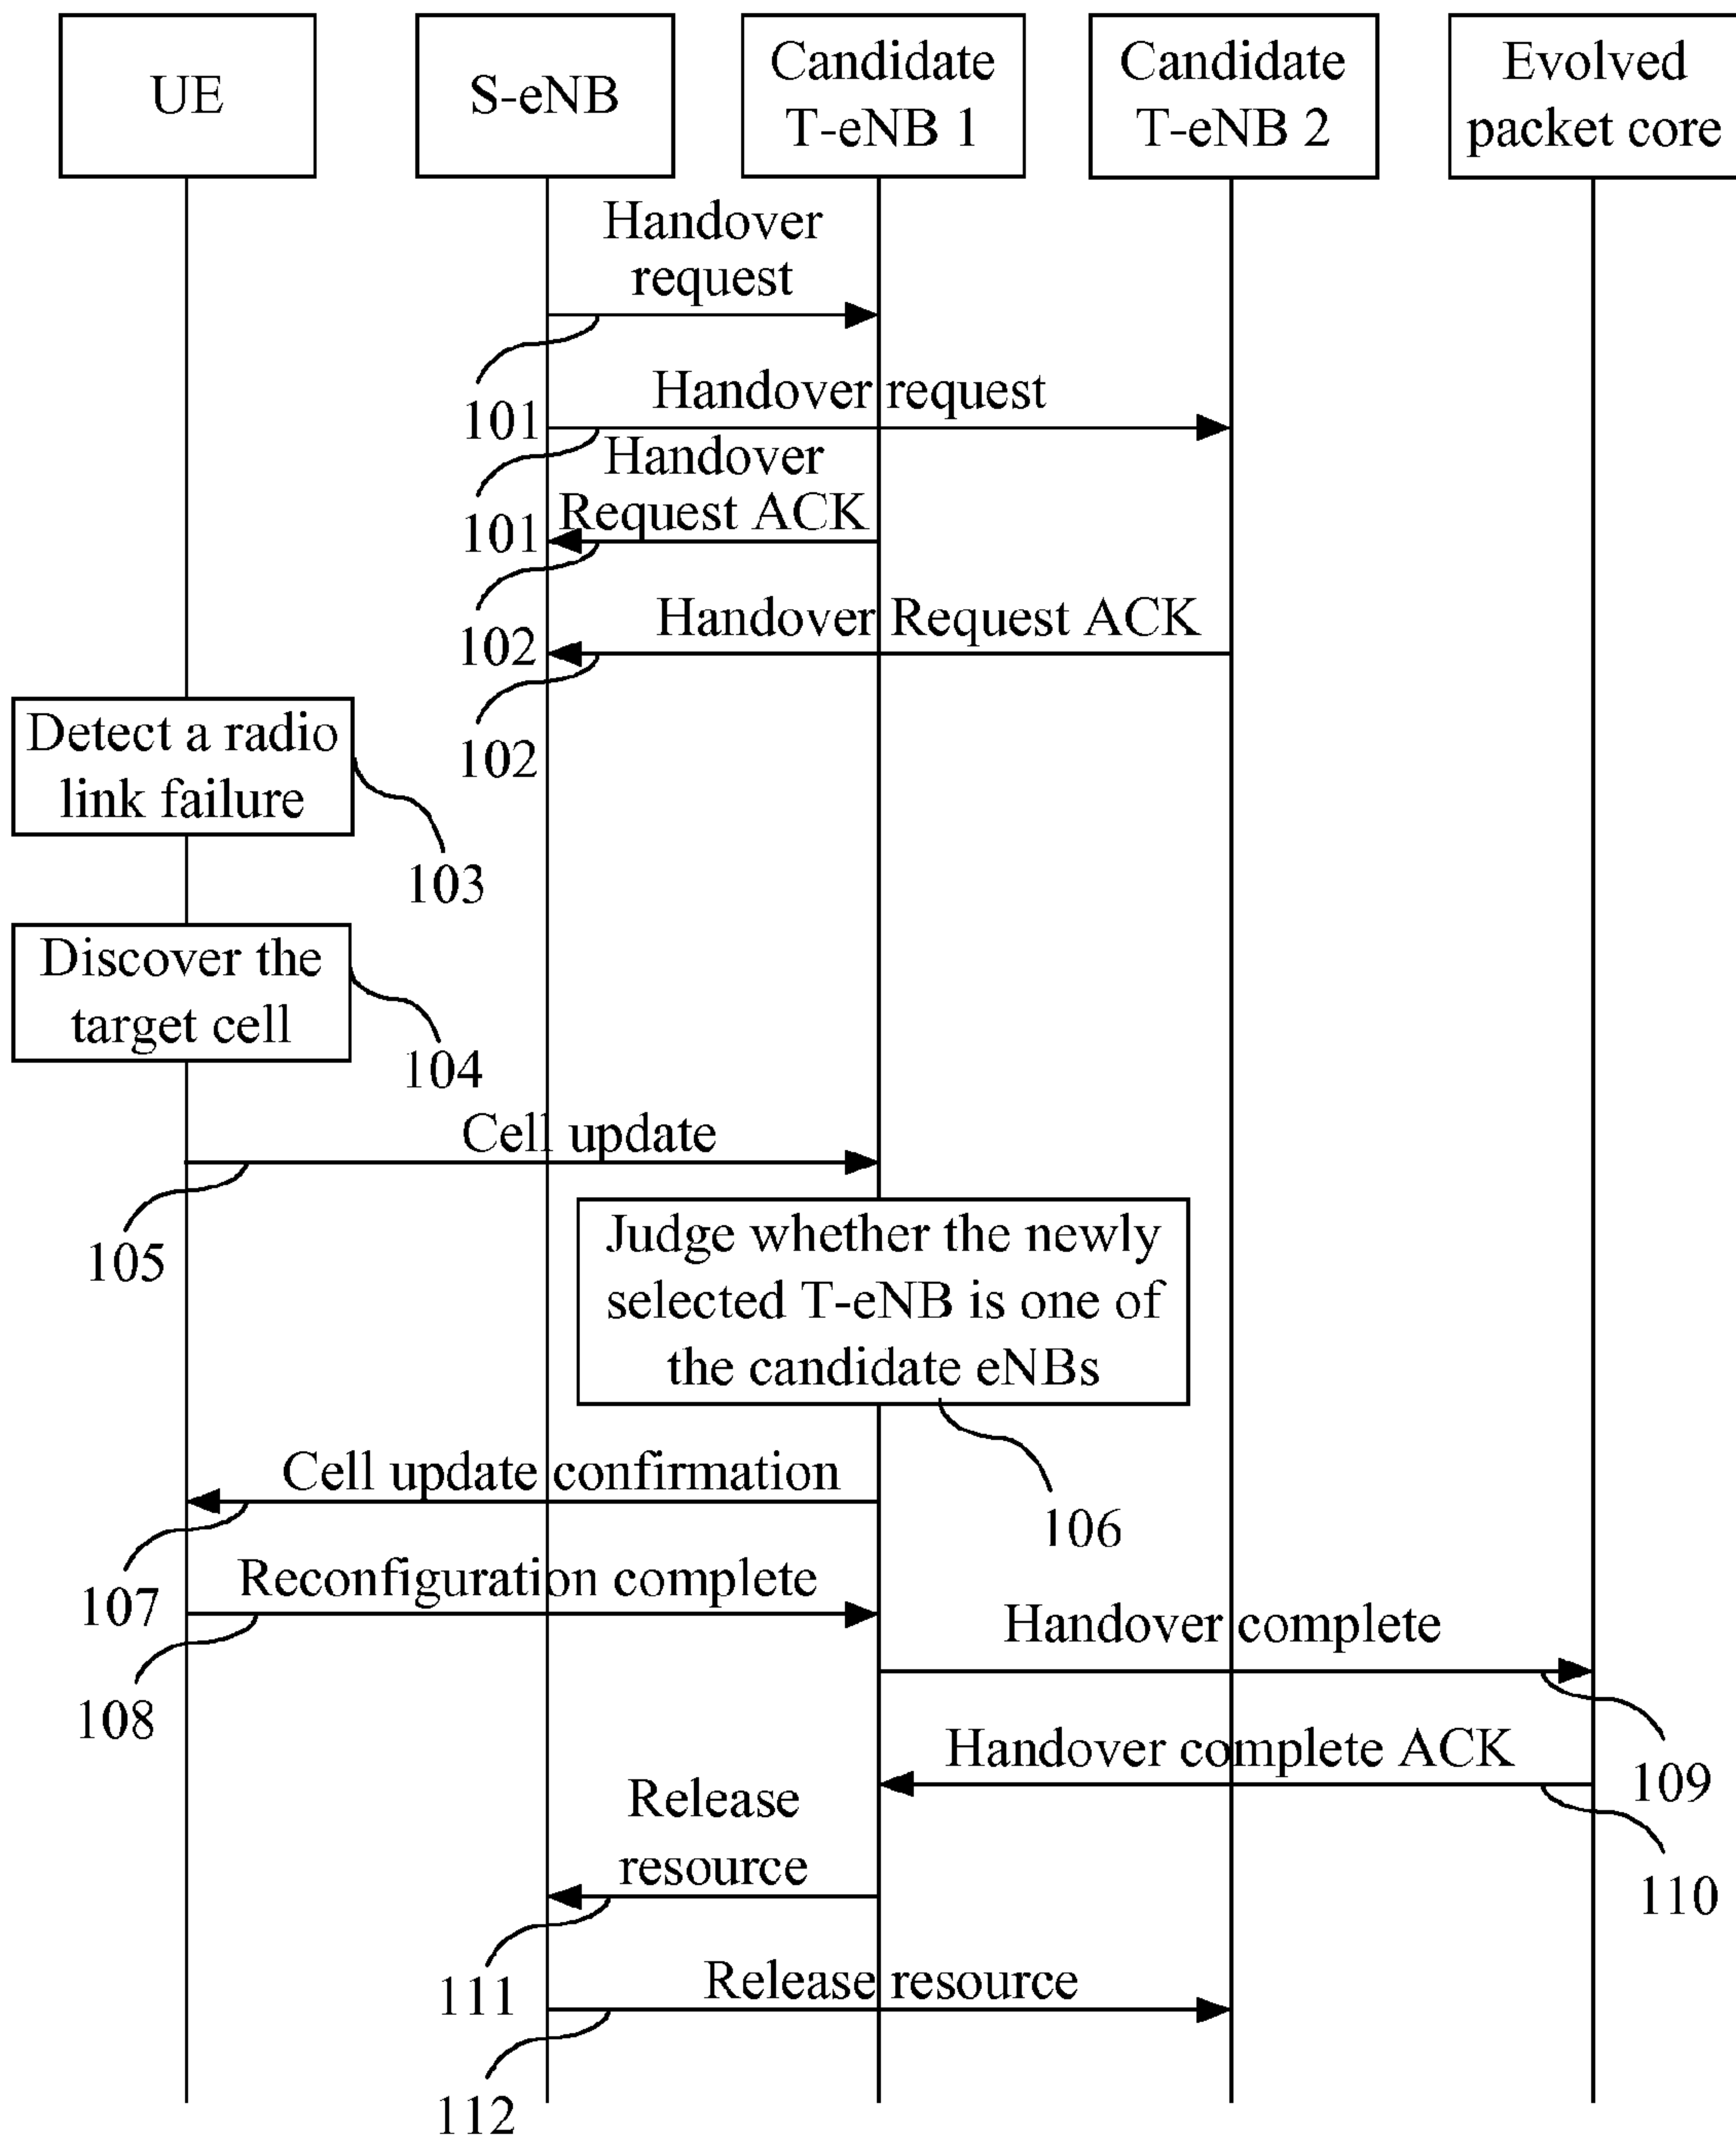 UE
S-eNB
Candidate
T-eNB 1
Candidate
T-eNB 2
Evolved
packet core
Handover
request
101
Handover request
101
Handover
Request ACK
102
Handover Request ACK
102
Detect a radio
link failure
103
Discover the
target cell
104
Cell update
105
Judge whether the newly
selected T-eNB is one of
the candidate eNBs
106
Cell update confirmation
107
Reconfiguration complete
108
Handover complete
109
Handover complete ACK
110
Release
resource
111
Release resource
112